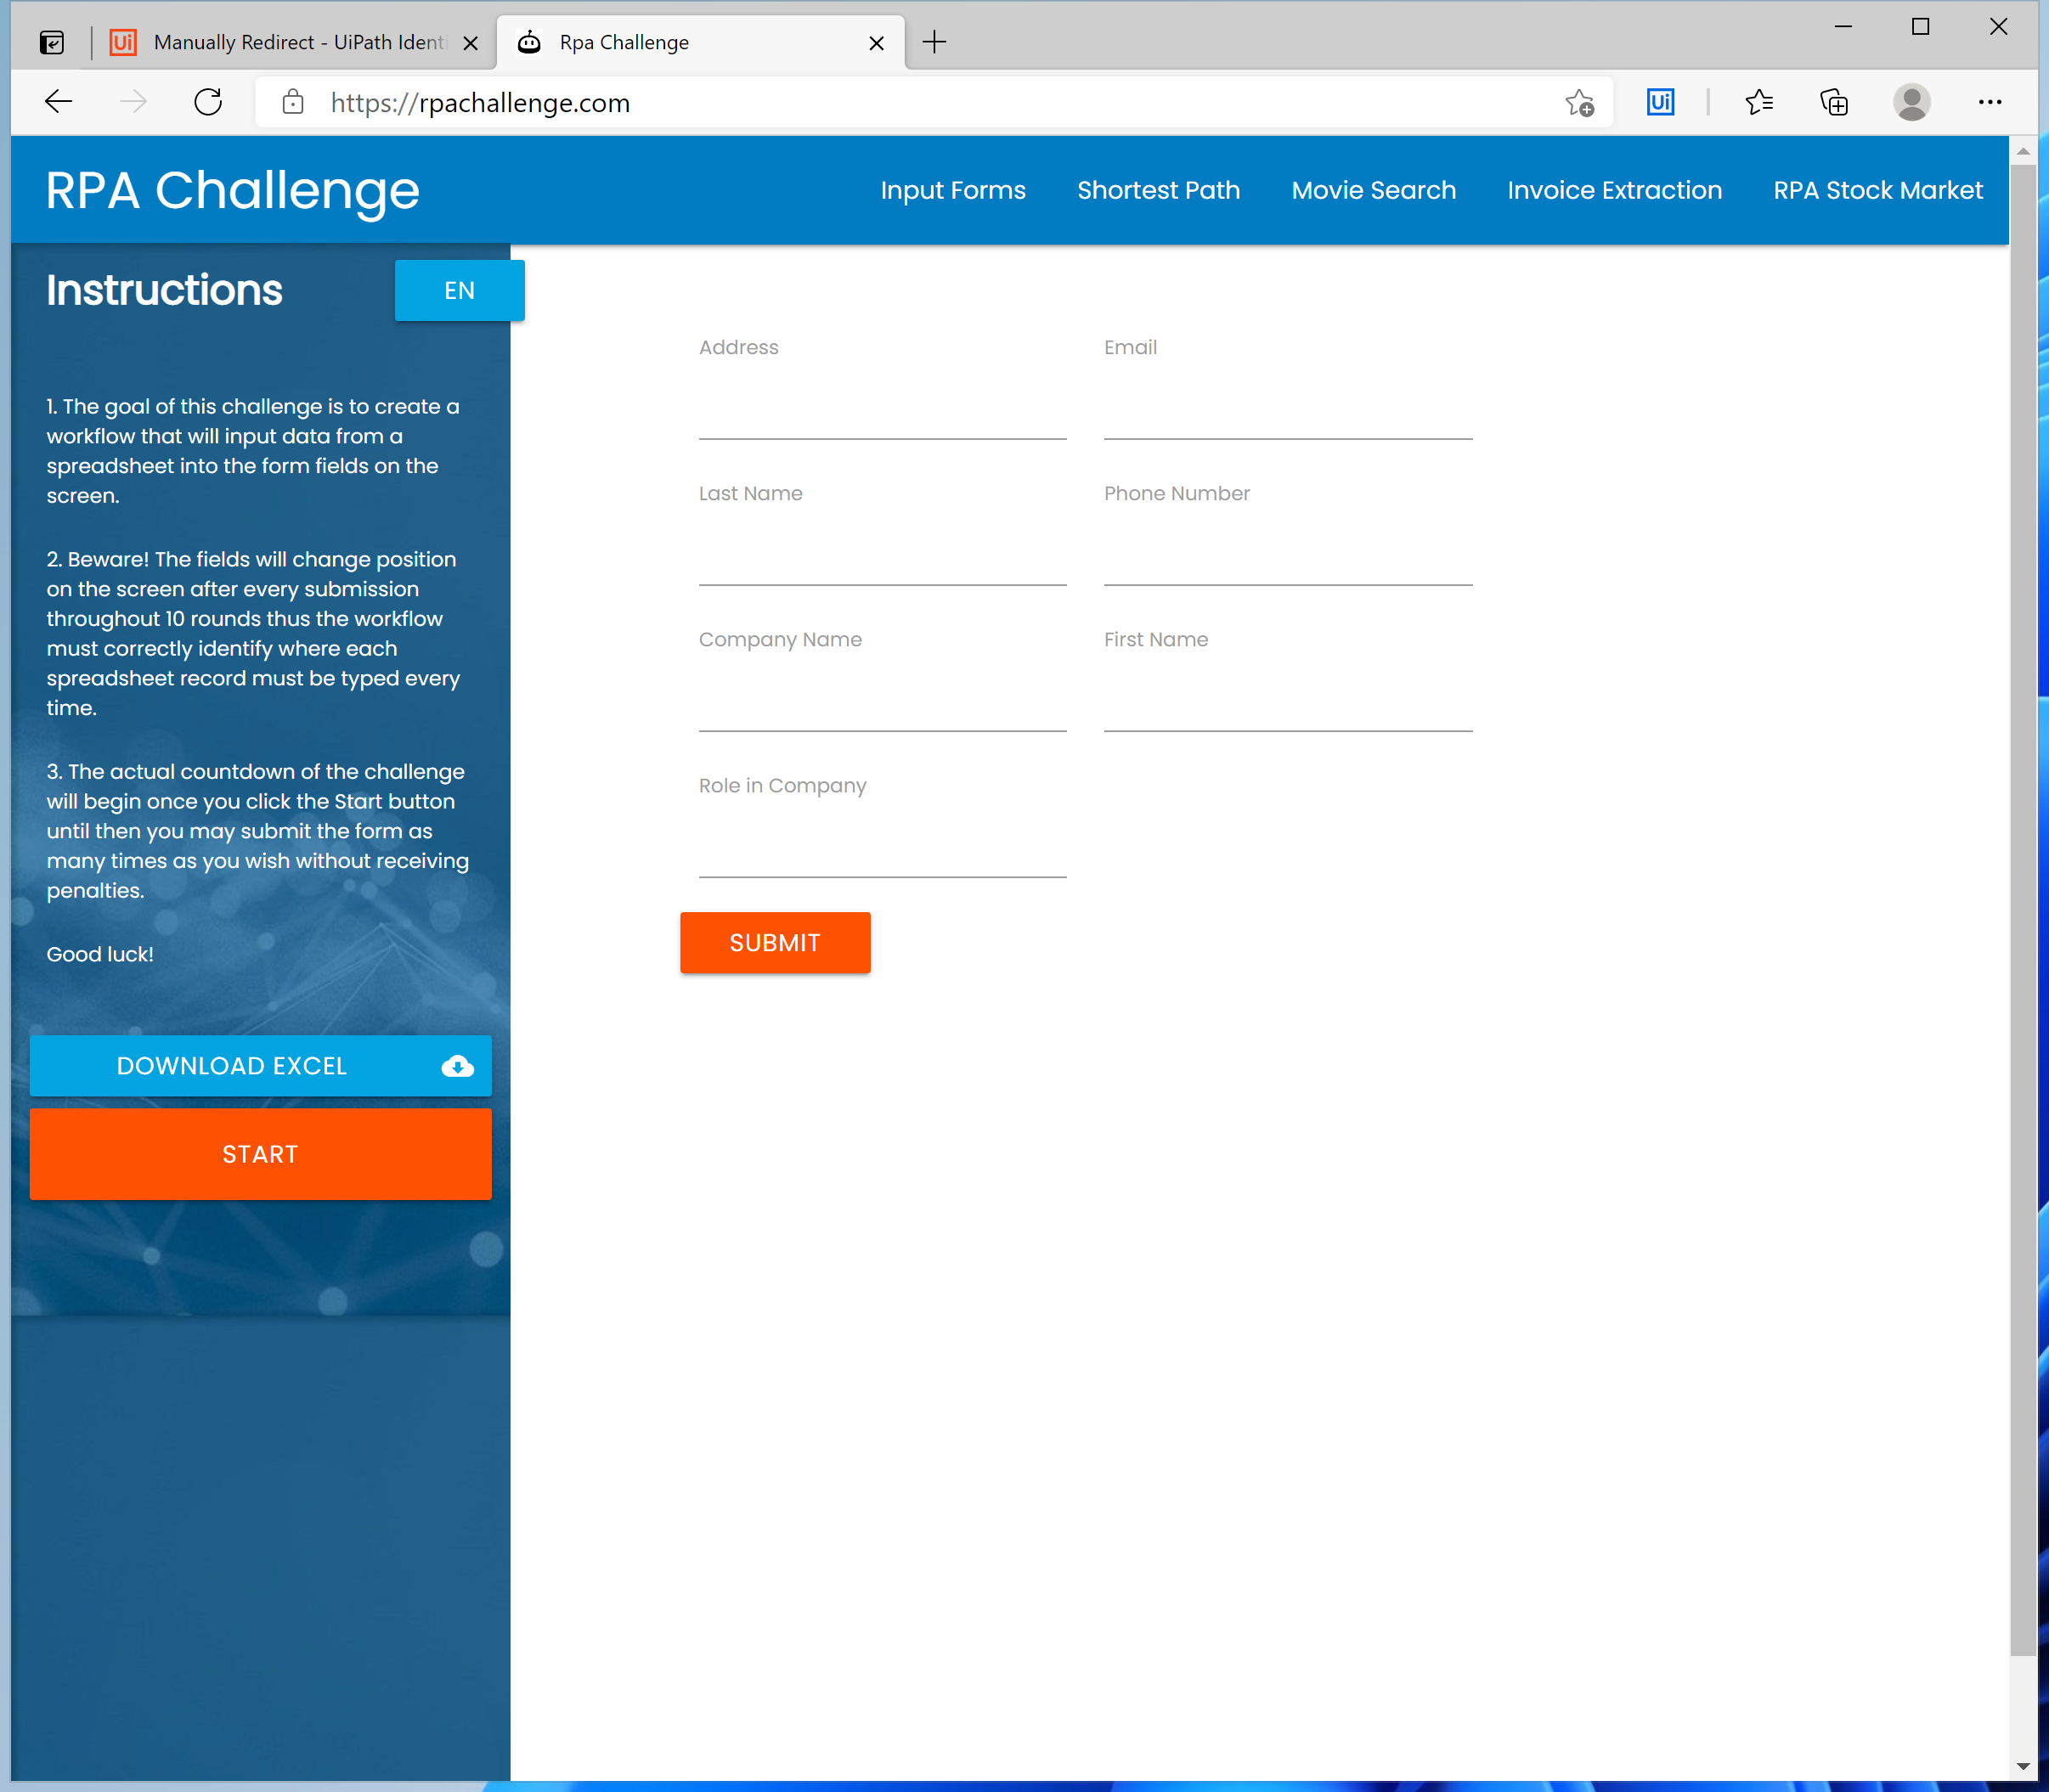 Manually Redirect - UiPath Identi
Rpa Challenge
https://rpachallenge.com
Ui
RPA Challenge
Input Forms
Shortest Path
Movie Search
Invoice Extraction
RPA Stock Market
Instructions
EN
1. The goal of this challenge is to create a
workflow that will input data from a
spreadsheet into the form fields on the
screen.
2. Beware! The fields will change position
on the screen after every submission
throughout 10 rounds thus the workflow
must correctly identify where each
spreadsheet record must be typed every
time.
3. The actual countdown of the challenge
will begin once you click the Start button
until then you may submit the form as
many times as you wish without receiving
penalties.
Good luck!
DOWNLOAD EXCEL
START
Address
Email
Last Name
Phone Number
Company Name
First Name
Role in Company
SUBMIT